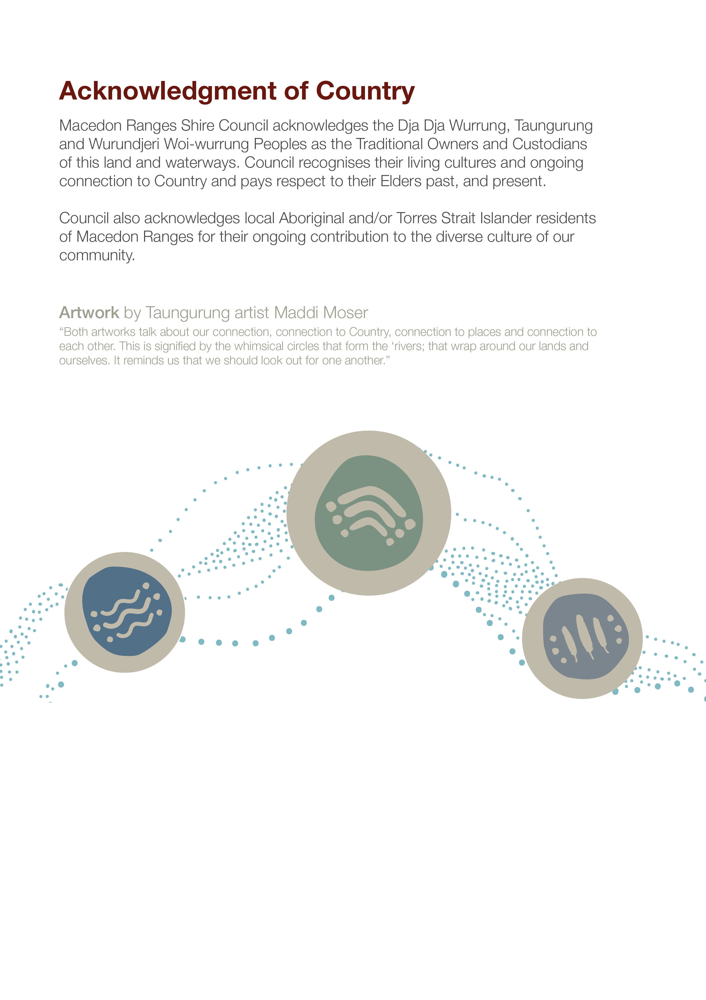 Acknowledgment of Country
Macedon Ranges Shire Council acknowledges the Dja Dja Wurrung, Taungurung
and Wurundjeri Woi-wurrung Peoples as the Traditional Owners and Custodians
of this land and waterways. Council recognises their living cultures and ongoing
connection to Country and pays respect to their Elders past, and present.
Council also acknowledges local Aboriginal and/or Torres Strait Islander residents
of Macedon Ranges for their ongoing contribution to the diverse culture of our
community.
Artwork by Taungurung artist Maddi Moser
“Both artworks talk about our connection, connection to Country, connection to places and connection to
each other. This is signified by the whimsical circles that form the ‘rivers; that wrap around our lands and
ourselves. It reminds us that we should look out for one another.”